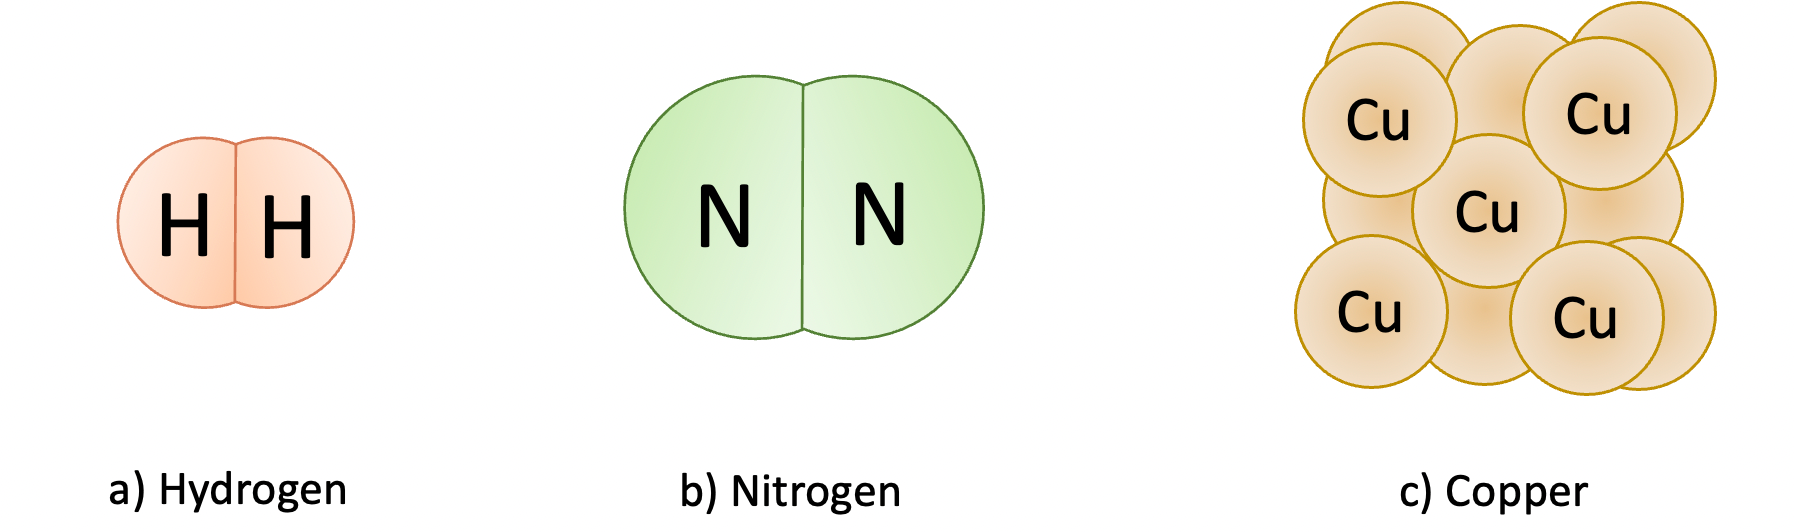 H H
N N
Cu Cu
Cu
Cu Cu
a) Hydrogen
b) Nitrogen
c) Copper